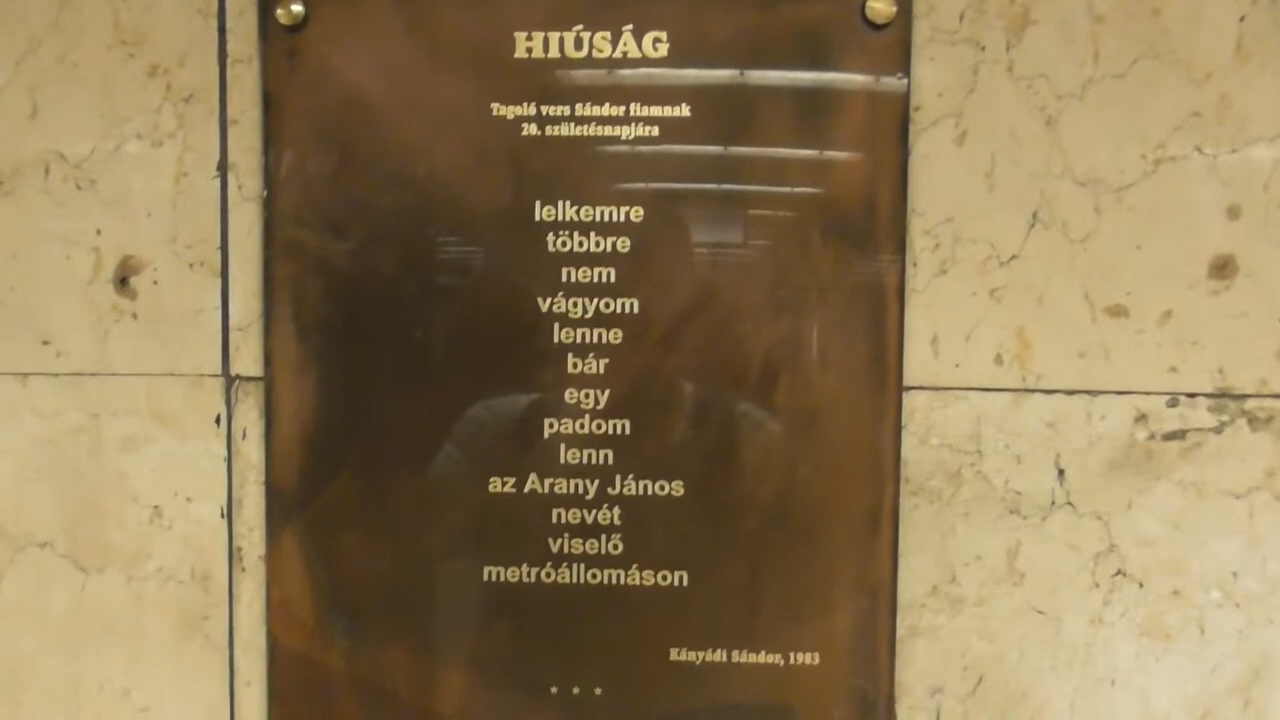 HIÚSÁG
Tagoló vers Sándor fiamnak
20. születésnapjára
lelkemre
többre
nem
vágyom
lenne
bár
egy
padom
lenn
az Arany János
nevét
viselő
metróállomáson
Kányádi Sándor, 1983
* * *